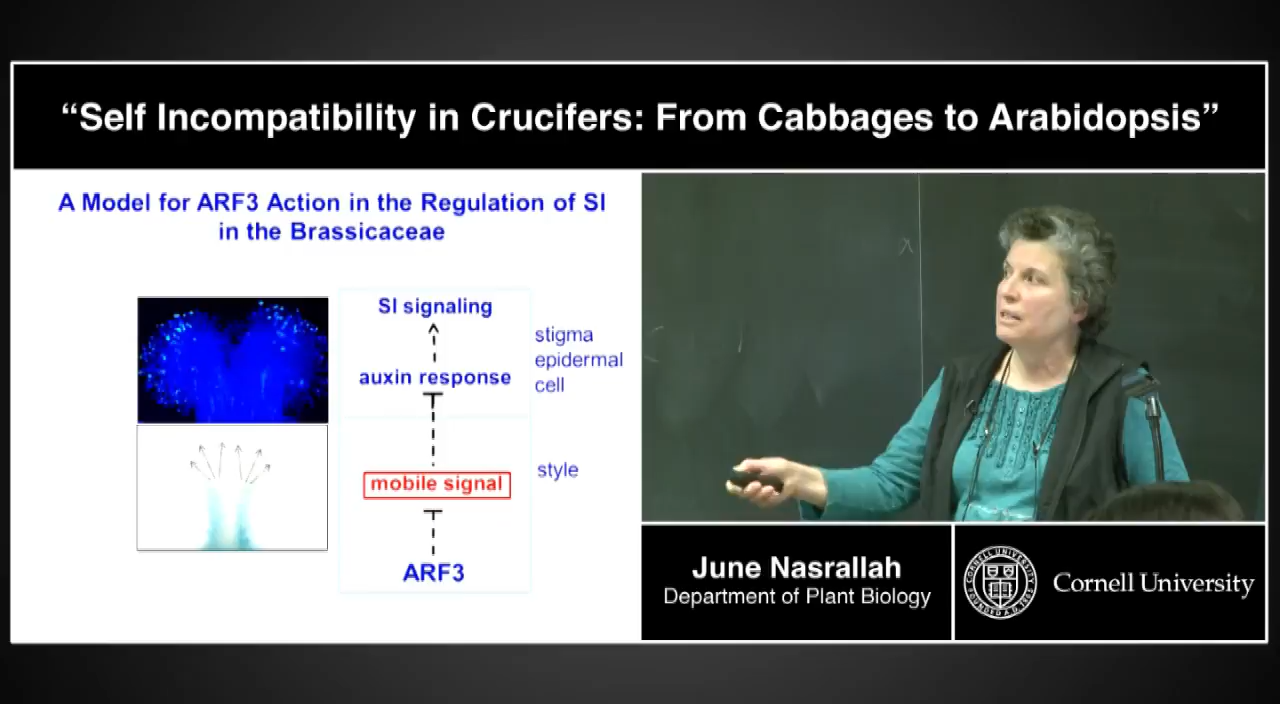 “Self Incompatibility in Crucifers: From Cabbages to Arabidopsis”
A Model for ARF3 Action in the Regulation of SI
in the Brassicaceae
SI signaling
auxin response
stigma
epidermal
cell
mobile signal
style
ARF3
June Nasrallah
Department of Plant Biology
Cornell University